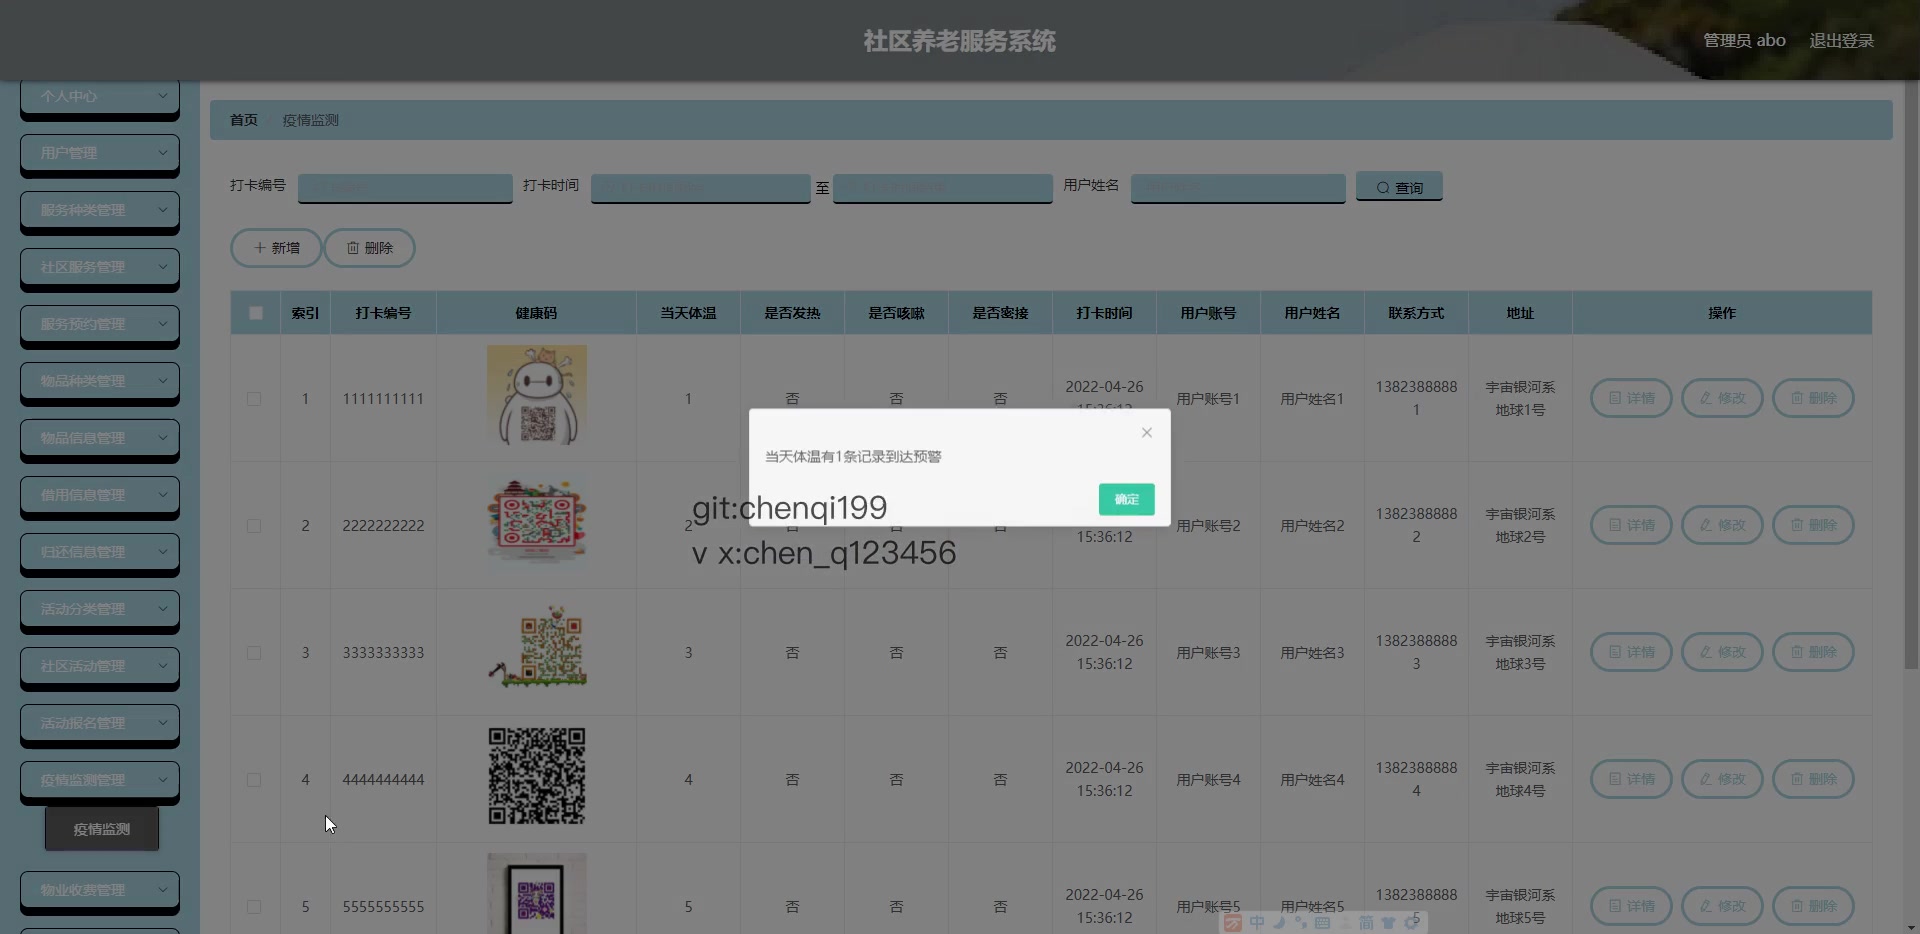 社区养老服务系统
管理员 abo
退出登录
个人中心
用户管理
服务种类管理
社区服务管理
服务预约管理
物品种类管理
物品信息管理
借用信息管理
归还信息管理
活动分类管理
社区活动管理
活动报名管理
疫情监测管理
疫情监测
物业收费管理
首页
疫情监测
打卡编号
打卡时间
至
用户姓名
查询
新增
删除
索引 打卡编号 健康码 当天体温 是否发热 是否咳嗽 是否密接 打卡时间 用户账号 用户姓名 联系方式 地址 操作
1 1111111111 1 否 否 否 2022-04-26 用户账号1 用户姓名1 1382388888 宇宙银河系 详情 修改 删除
15:36:12 1 地球1号
2 2222222222 2 用户账号2 用户姓名2 1382388888 宇宙银河系 详情 修改 删除
15:36:12 2 地球2号
3 3333333333 3 否 否 否 2022-04-26 用户账号3 用户姓名3 1382388888 宇宙银河系 详情 修改 删除
15:36:12 3 地球3号
4 4444444444 4 否 否 否 2022-04-26 用户账号4 用户姓名4 1382388888 宇宙银河系 详情 修改 删除
15:36:12 4 地球4号
5 5555555555 5 否 否 否 2022-04-26 用户账号5 用户姓名5 1382388888 宇宙银河系 详情 修改 删除
15:36:12 5 地球5号
当天体温有1条记录到达预警
确定
git:chenqi199
v x:chen_q123456
中 简